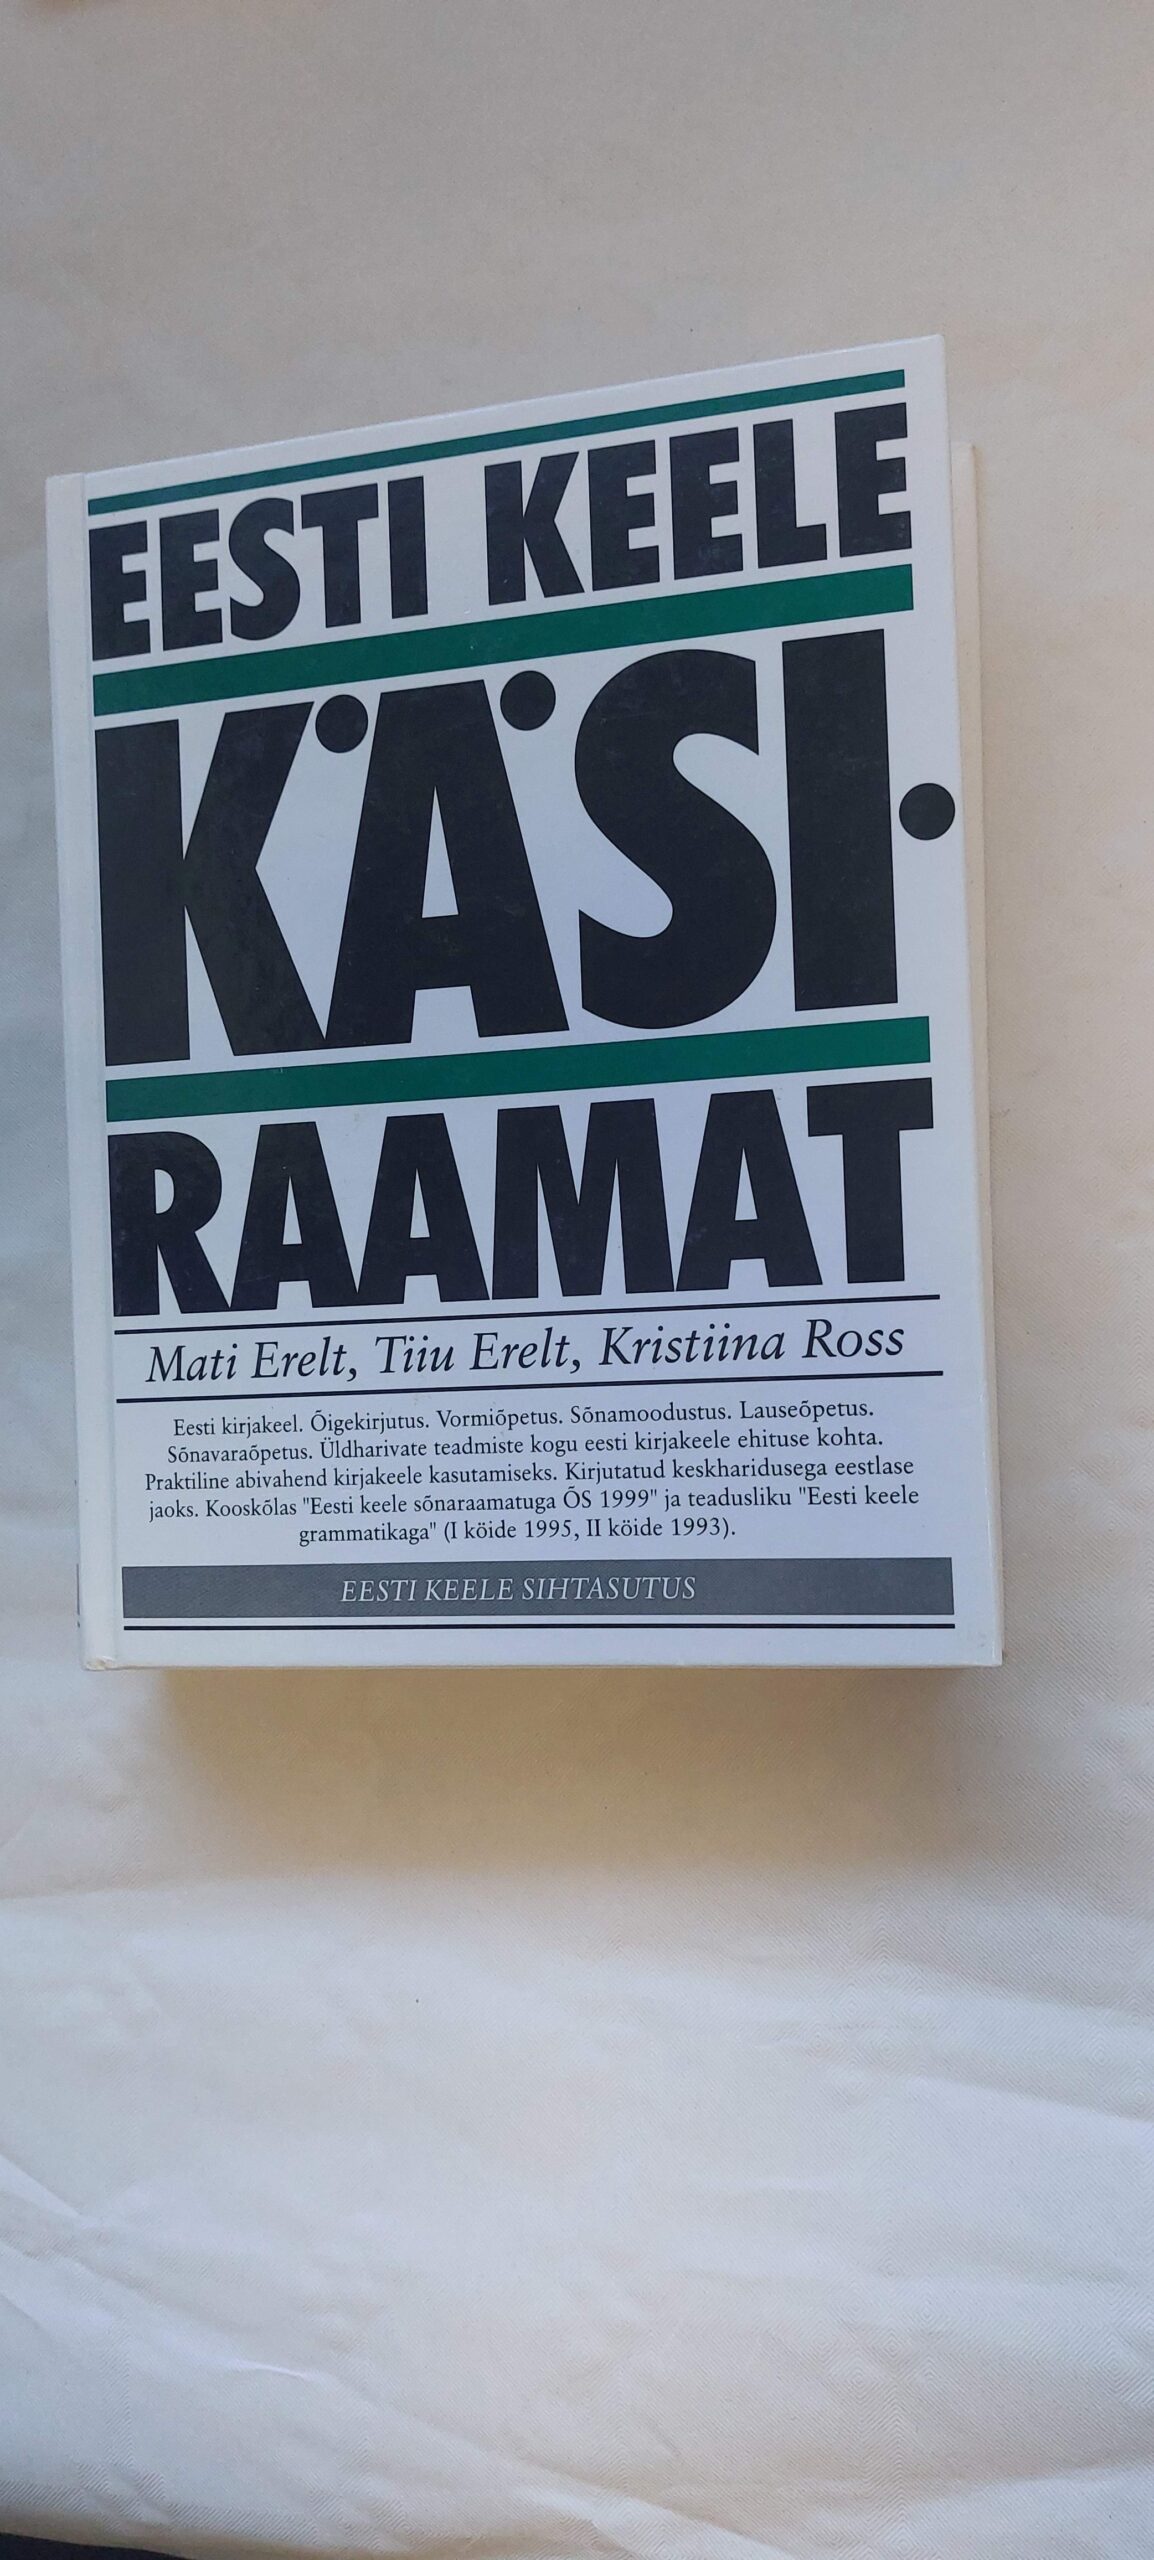 EESTI KEELE
KÄSI-
RAAMAT
Mati Erelt, Tiiu Erelt, Kristiina Ross
Eesti kirjakeel. Õigekirjutus. Vormiõpetus. Sõnamoodustus. Lauseõpetus.
Sõnavaraõpetus. Üldharivate teadmiste kogu eesti kirjakeele ehituse kohta.
Praktiline abivahend kirjakeele kasutamiseks. Kirjutatud keskharidusega eestlase
jaoks. Kooskõlas "Eesti keele sõnaraamatuga ÕS 1999" ja teadusliku "Eesti keele
grammatikaga" (I köide 1995, II köide 1993).
EESTI KEELE SIHTASUTUS